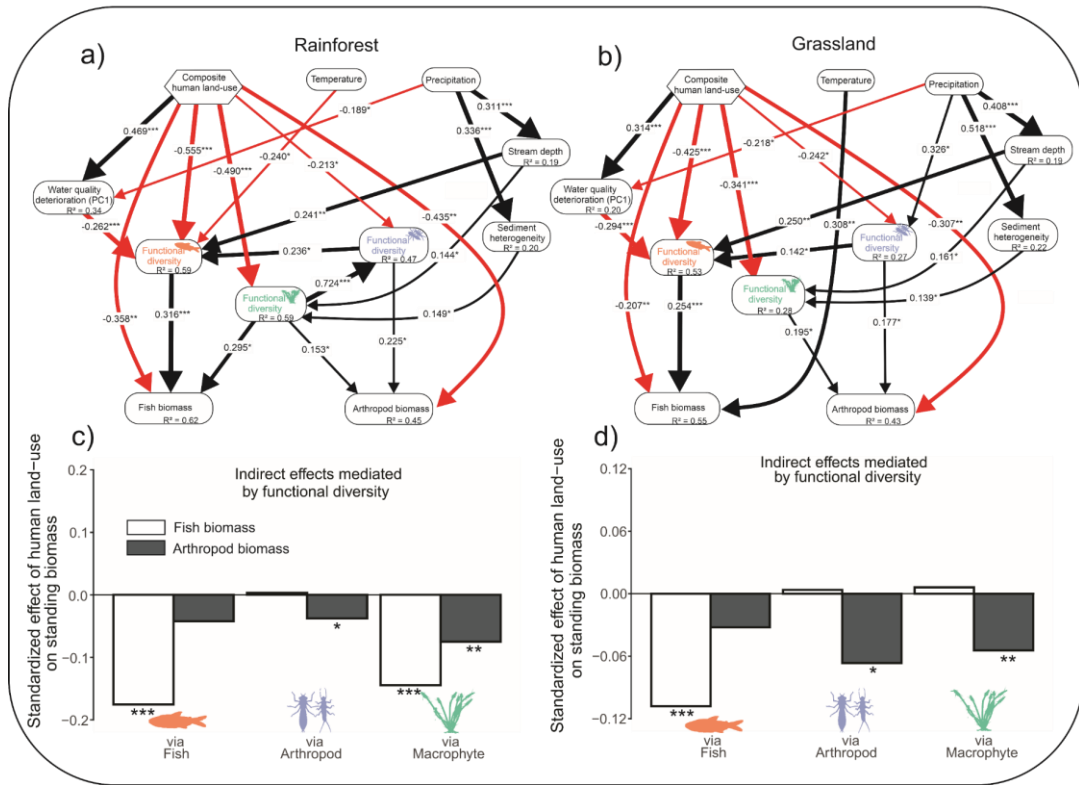 a)
Rainforest
Composite
human land-use
Temperature
Precipitation
-0.189*
0.311***
0.336***
0.469***
-0.555***
-0.240*
-0.490***
-0.213*
Stream depth
R² = 0.19
Water quality
deterioration (PC1)
R² = 0.34
-0.262***
0.241**
-0.435**
Functional
diversity
R² = 0.59
0.236*
Functional
diversity
R² = 0.47
0.144*
Sediment
heterogeneity
R² = 0.20
0.724***
Functional
diversity
R² = 0.59
0.149*
-0.358**
0.316***
0.295*
0.153*
0.225*
Fish biomass
R² = 0.62
Arthropod biomass
R² = 0.45
b)
Grassland
Composite
human land-use
Temperature
Precipitation
0.408***
0.518***
0.314***
-0.425***
-0.218*
-0.242*
0.326*
-0.341***
Stream depth
R² = 0.19
Water quality
deterioration (PC1)
R² = 0.20
-0.294***
0.250**
0.308**
-0.307**
Functional
diversity
R² = 0.53
0.142*
Functional
diversity
R² = 0.27
0.161*
Sediment
heterogeneity
R² = 0.22
Functional
diversity
R² = 0.28
0.139*
-0.207**
0.254***
0.195*
0.177*
Fish biomass
R² = 0.55
Arthropod biomass
R² = 0.43
c)
Indirect effects mediated
by functional diversity
Standardized effect of human land−use
on standing biomass
0.2
0.1
0.0
−0.1
−0.2
Fish biomass
Arthropod biomass
***
*
***
**
via
Fish
via
Arthropod
via
Macrophyte
d)
Indirect effects mediated
by functional diversity
Standardized effect of human land−use
on standing biomass
0.12
0.06
0.00
−0.06
−0.12
***
*
**
via
Fish
via
Arthropod
via
Macrophyte